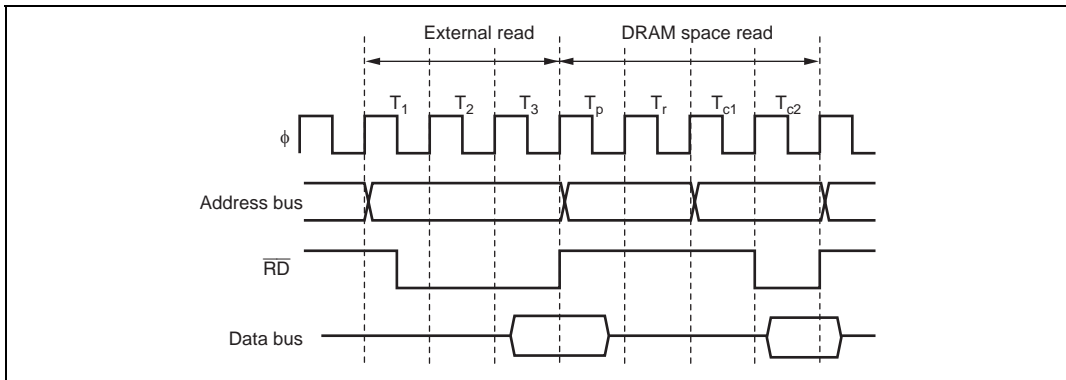 External read DRAM space read
T1 T2 T3 Tp Tr Tc1 Tc2
ϕ
Address bus
RD
Data bus